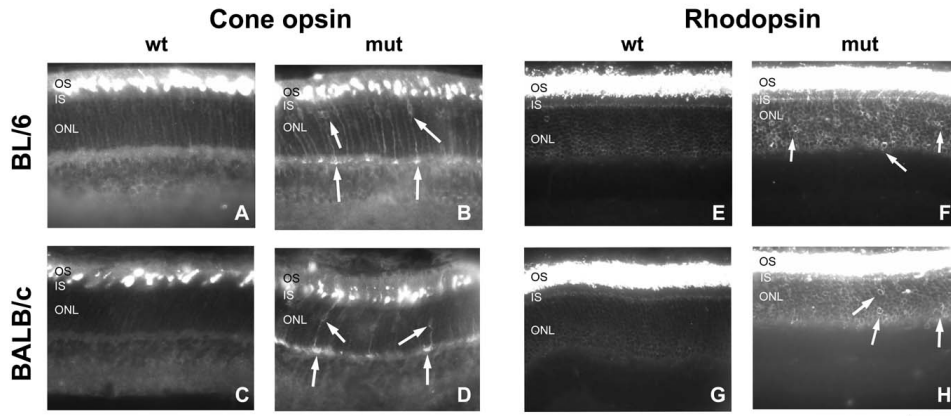 Cone opsin Rhodopsin
wt mut wt mut
BL/6
OS
IS
ONL
A
OS
IS
ONL
B
OS
IS
ONL
E
OS
IS
ONL
F
BALB/c
OS
IS
ONL
C
OS
IS
ONL
D
OS
IS
ONL
G
OS
IS
ONL
H